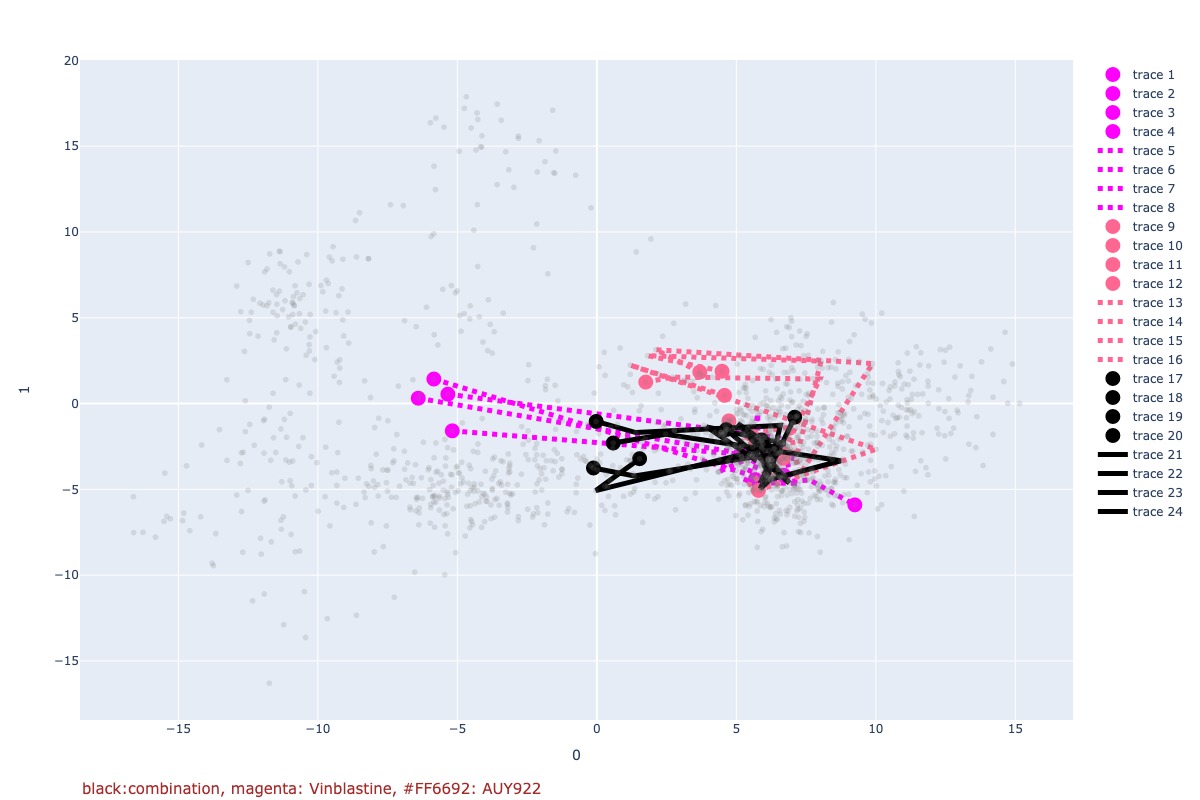 20
15
10
5
0
−5
−10
−15
1
−15
−10
−5
0
5
10
15
0
trace 1
trace 2
trace 3
trace 4
trace 5
trace 6
trace 7
trace 8
trace 9
trace 10
trace 11
trace 12
trace 13
trace 14
trace 15
trace 16
trace 17
trace 18
trace 19
trace 20
trace 21
trace 22
trace 23
trace 24
black:combination, magenta: Vinblastine, #FF6692: AUY922